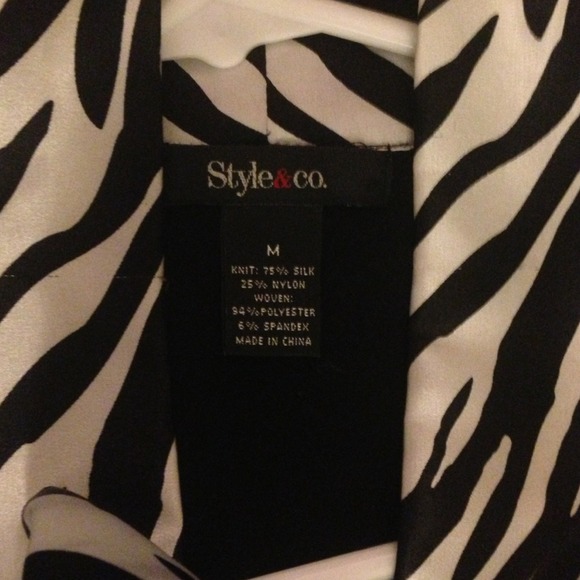 Style&co.
M
KNIT: 75% SILK
25% NYLON
WOVEN:
94%POLYESTER
6% SPANDEX
MADE IN CHINA